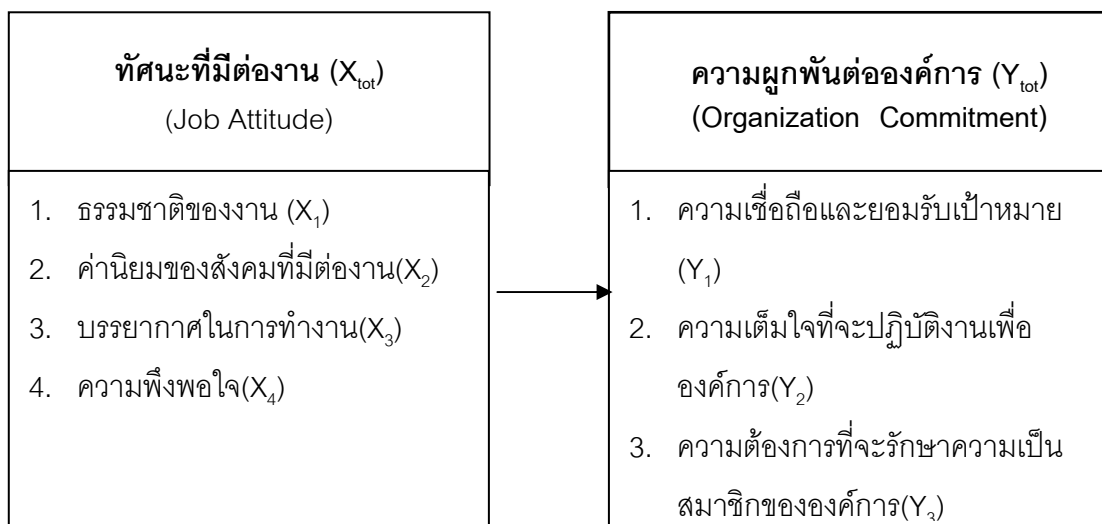 ทัศนะที่มีต่องาน (Xtot)
(Job Attitude)
1. ธรรมชาติของงาน (X1)
2. ค่านิยมของสังคมที่มีต่องาน(X2)
3. บรรยากาศในการทำงาน(X3)
4. ความพึงพอใจ(X4)
ความผูกพันต่อองค์การ (Ytot)
(Organization Commitment)
1. ความเชื่อถือและยอมรับเป้าหมาย
(Y1)
2. ความเต็มใจที่จะปฏิบัติงานเพื่อ
องค์การ(Y2)
3. ความต้องการที่จะรักษาความเป็น
สมาชิกขององค์การ(Y3)